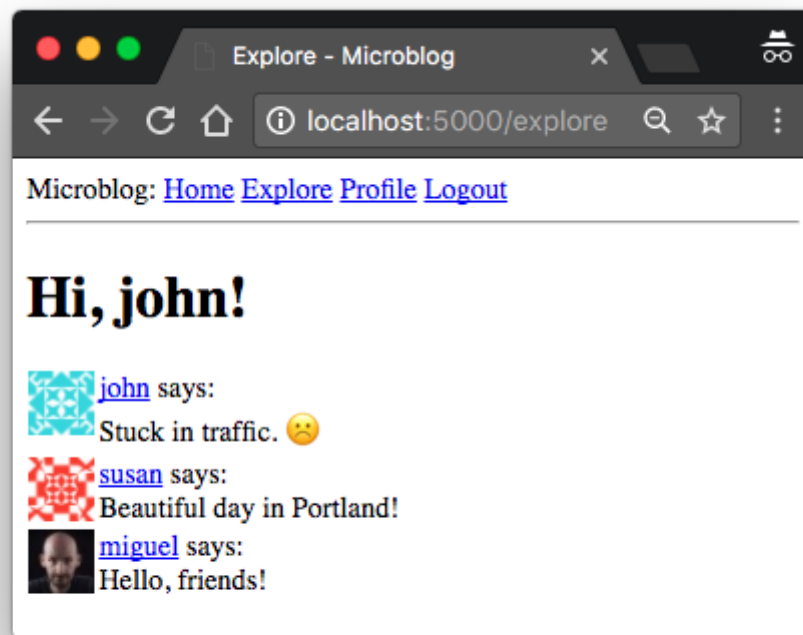 Explore - Microblog
localhost:5000/explore
Microblog: Home Explore Profile Logout
Hi, john!
john says:
Stuck in traffic. ☹️
susan says:
Beautiful day in Portland!
miguel says:
Hello, friends!